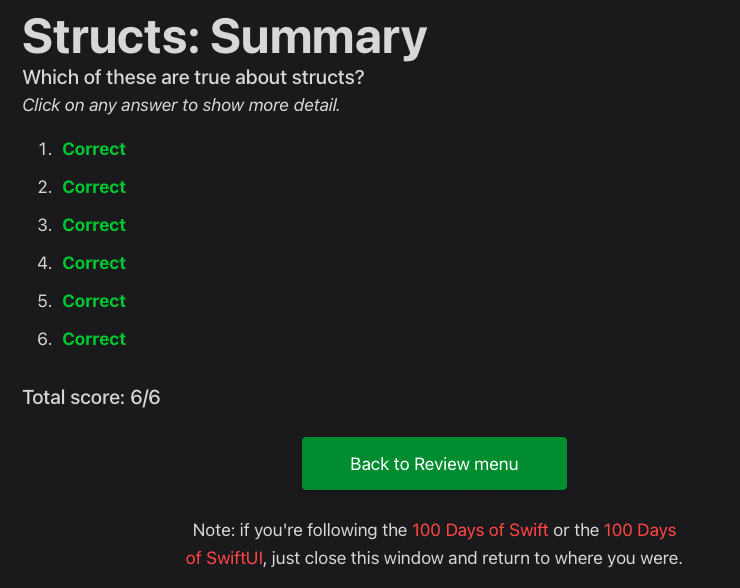 Structs: Summary
Which of these are true about structs?
Click on any answer to show more detail.
1. Correct
2. Correct
3. Correct
4. Correct
5. Correct
6. Correct
Total score: 6/6
Back to Review menu
Note: if you're following the 100 Days of Swift or the 100 Days
of SwiftUI, just close this window and return to where you were.